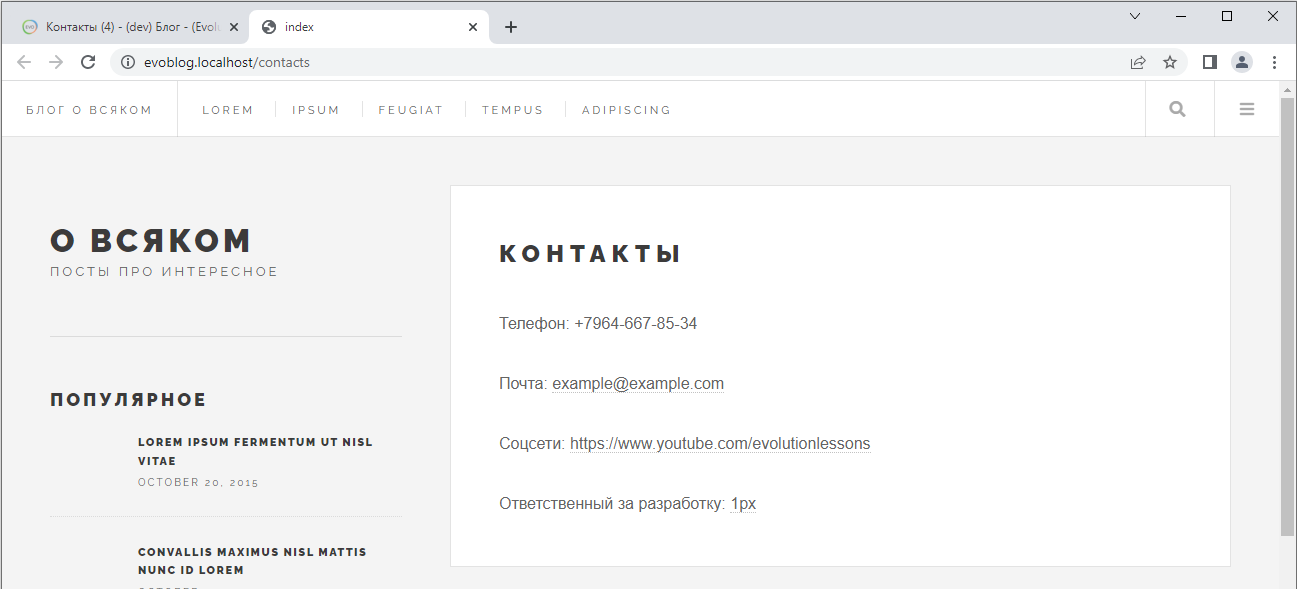 Контакты (4) - (dev) Блог - (Evol
index
evoblog.localhost/contacts
БЛОГ О ВСЯКОМ
LOREM
IPSUM
FEUGIAT
TEMPUS
ADIPISCING
О ВСЯКОМ
ПОСТЫ ПРО ИНТЕРЕСНОЕ
ПОПУЛЯРНОЕ
LOREM IPSUM FERMENTUM UT NISL
VITAE
OCTOBER 20, 2015
CONVALLIS MAXIMUS NISL MATTIS
NUNC ID LOREM
КОНТАКТЫ
Телефон: +7964-667-85-34
Почта: example@example.com
Соцсети: https://www.youtube.com/evolutionlessons
Ответственный за разработку: 1px